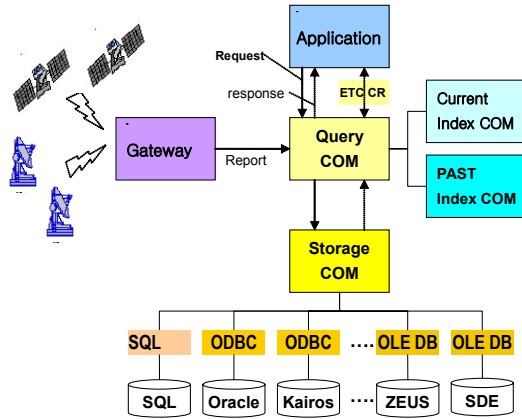 Application
Request
response
ETC CR
Current
Index COM
Gateway
Report
Query
COM
PAST
Index COM
Storage
COM
SQL
ODBC
ODBC
....
OLE DB
OLE DB
SQL
Oracle
Kairos
....
ZEUS
SDE